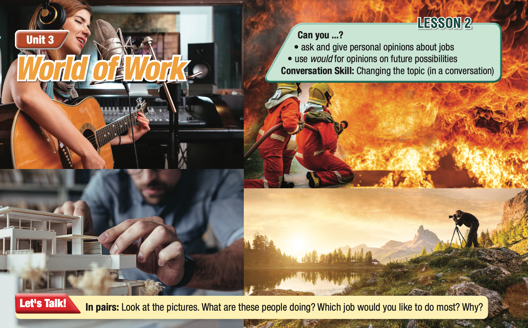 Unit 3
World of Work
LESSON 2
Can you ...?
• ask and give personal opinions about jobs
• use would for opinions on future possibilities
Conversation Skill: Changing the topic (in a conversation)
Let's Talk!
In pairs: Look at the pictures. What are these people doing? Which job would you like to do most? Why?